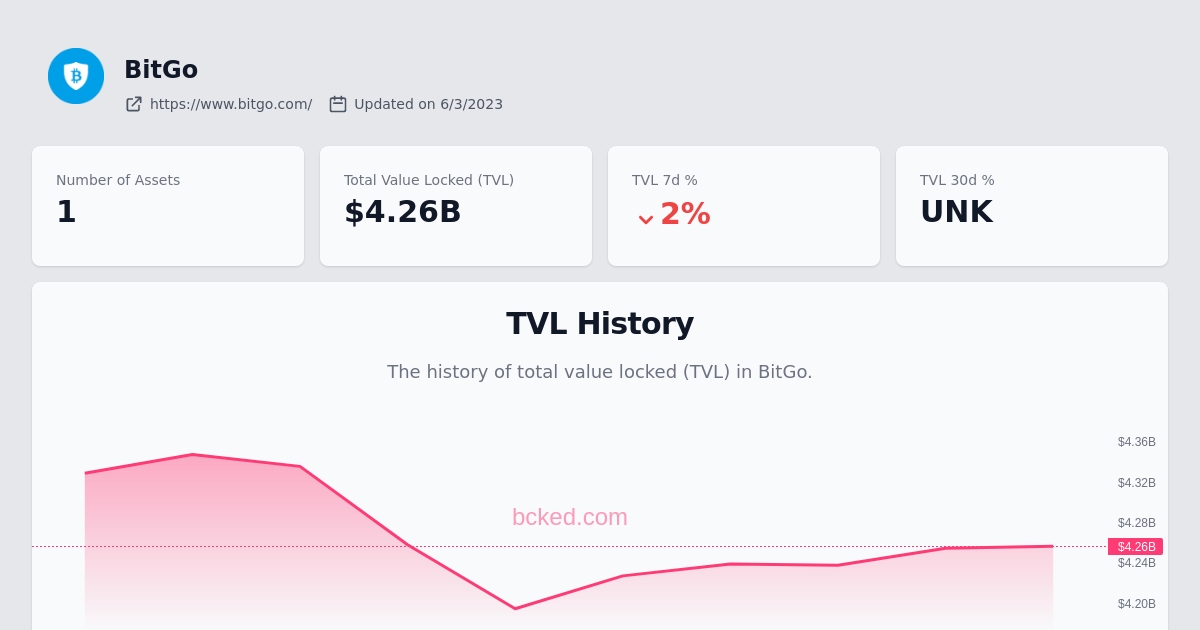 BitGo
https://www.bitgo.com/ Updated on 6/3/2023
Number of Assets
1
Total Value Locked (TVL)
$4.26B
TVL 7d %
2%
TVL 30d %
UNK
TVL History
The history of total value locked (TVL) in BitGo.
$4.36B
$4.32B
bcked.com
$4.28B
$4.26B
$4.24B
$4.20B